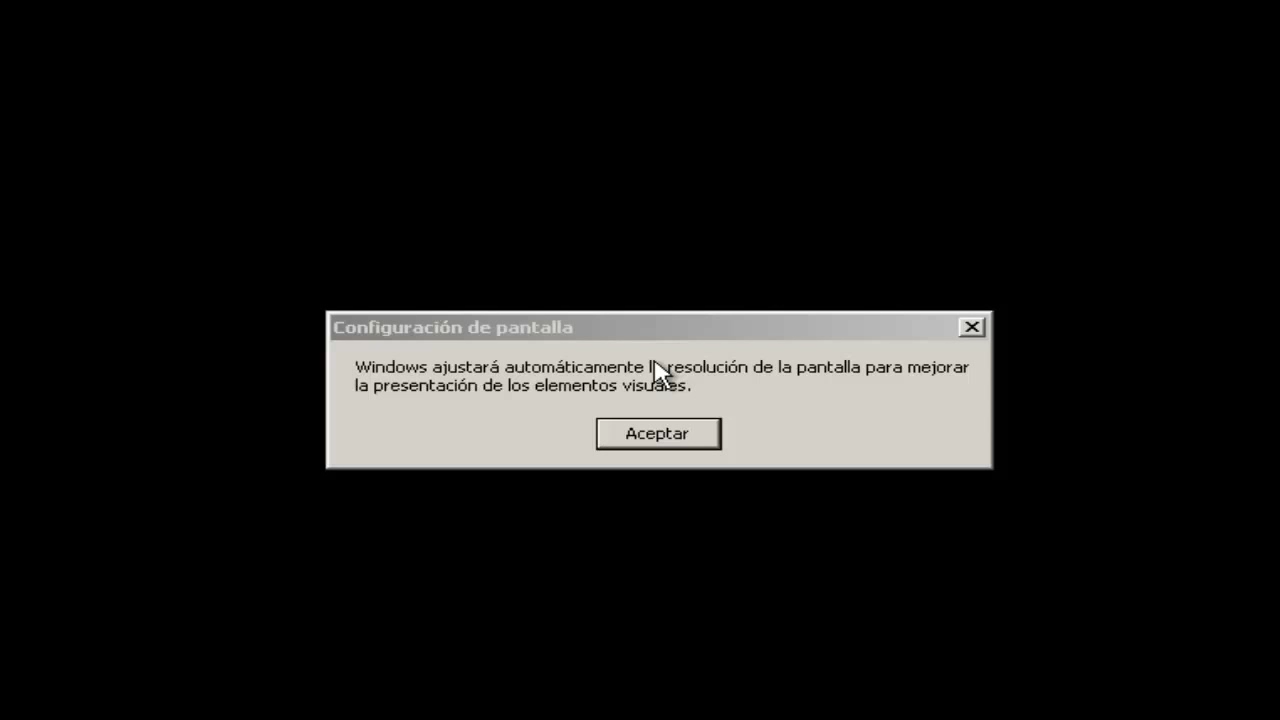 Configuración de pantalla
Windows ajustará automáticamente la resolución de la pantalla para mejorar
la presentación de los elementos visuales.
Aceptar